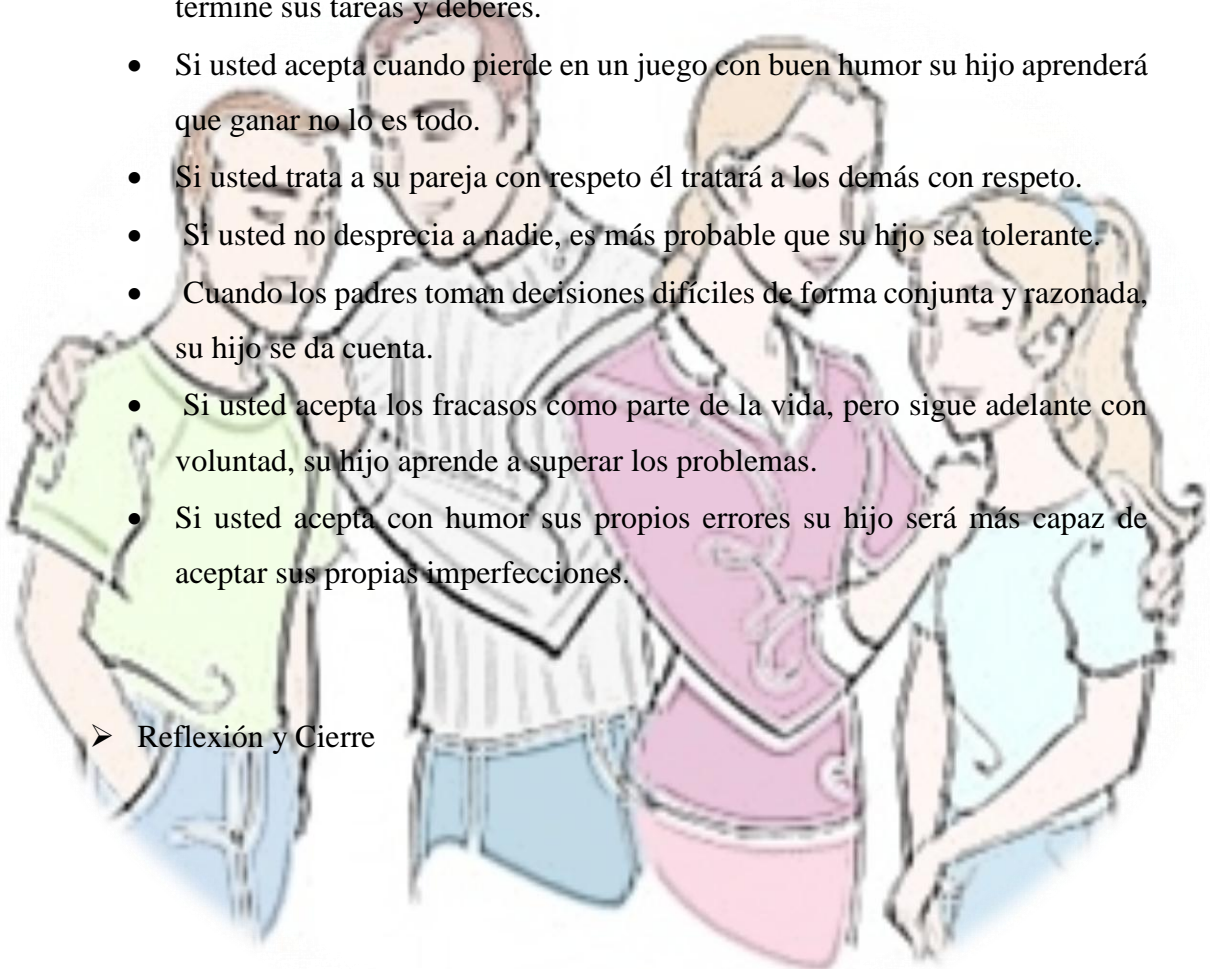 termine sus tareas y deberes.
• Si usted acepta cuando pierde en un juego con buen humor su hijo aprenderá
que ganar no lo es todo.
• Si usted trata a su pareja con respeto él tratará a los demás con respeto.
• Si usted no desprecia a nadie, es más probable que su hijo sea tolerante.
• Cuando los padres toman decisiones difíciles de forma conjunta y razonada,
su hijo se da cuenta.
• Si usted acepta los fracasos como parte de la vida, pero sigue adelante con
voluntad, su hijo aprende a superar los problemas.
• Si usted acepta con humor sus propios errores su hijo será más capaz de
aceptar sus propias imperfecciones.
➢ Reflexión y Cierre